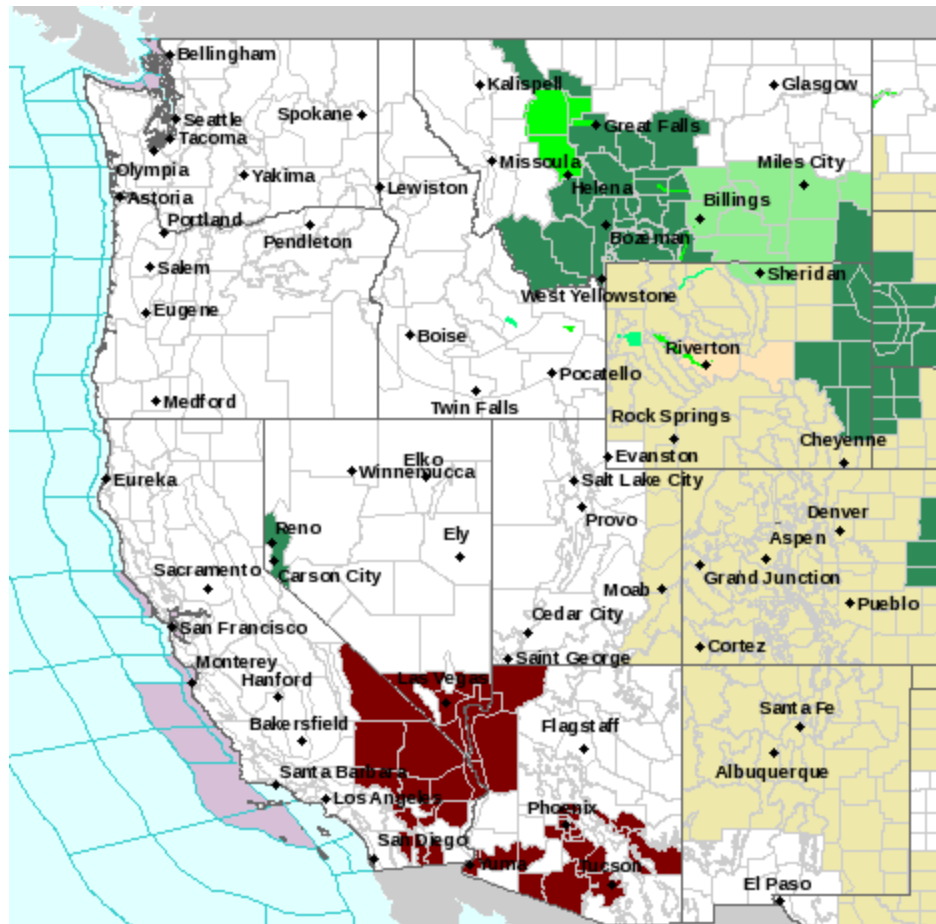 Bellingham
Kalispell
Glasgow
Seattle
Spokane
Great Falls
Tacoma
Olympia
Missoula
Miles City
Yakima
Lewiston
Helena
Astoria
Billings
Portland
Pendleton
Bozeman
Salem
Sheridan
West Yellowstone
Eugene
Boise
Riverton
Pocatello
Medford
Twin Falls
Rock Springs
Cheyenne
Elko
Evanston
Eureka
Winnemucca
Salt Lake City
Provo
Denver
Reno
Ely
Aspen
Sacramento
Carson City
Grand Junction
Moab
Pueblo
Cedar City
San Francisco
Cortez
Monterey
Saint George
Hanford
Las Vegas
Santa Fe
Bakersfield
Flagstaff
Albuquerque
Santa Barbara
Los Angeles
Phoenix
San Diego
Yuma
Tucson
El Paso